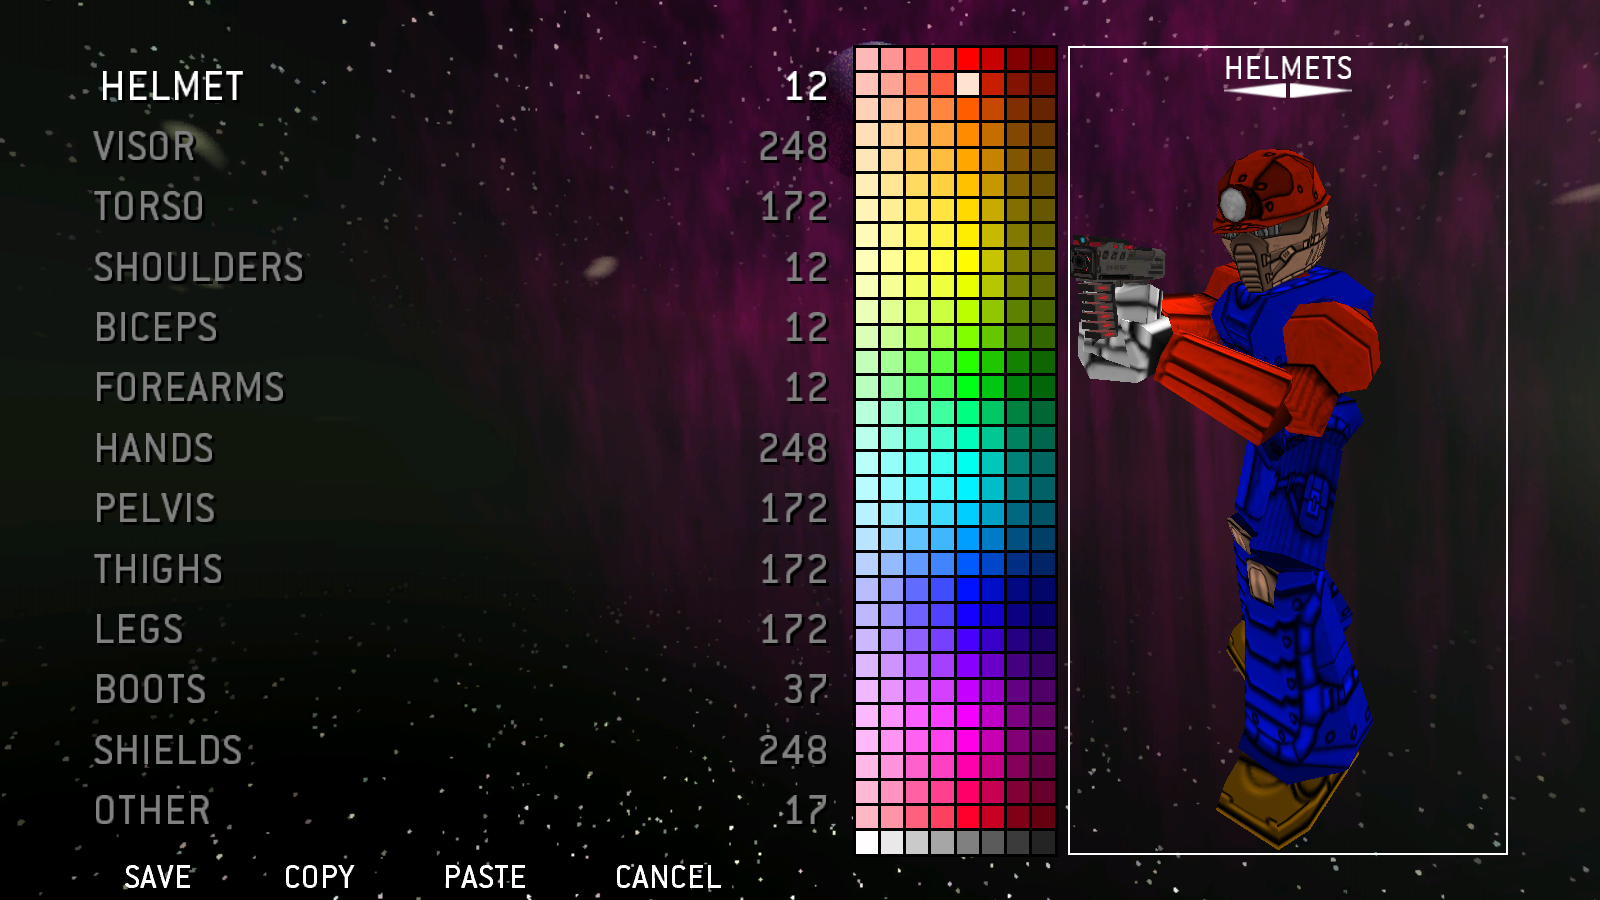 HELMET 12
VISOR 248
TORSO 172
SHOULDERS 12
BICEPS 12
FOREARMS 12
HANDS 248
PELVIS 172
THIGHS 172
LEGS 172
BOOTS 37
SHIELDS 248
OTHER 17
SAVE COPY PASTE CANCEL
HELMETS